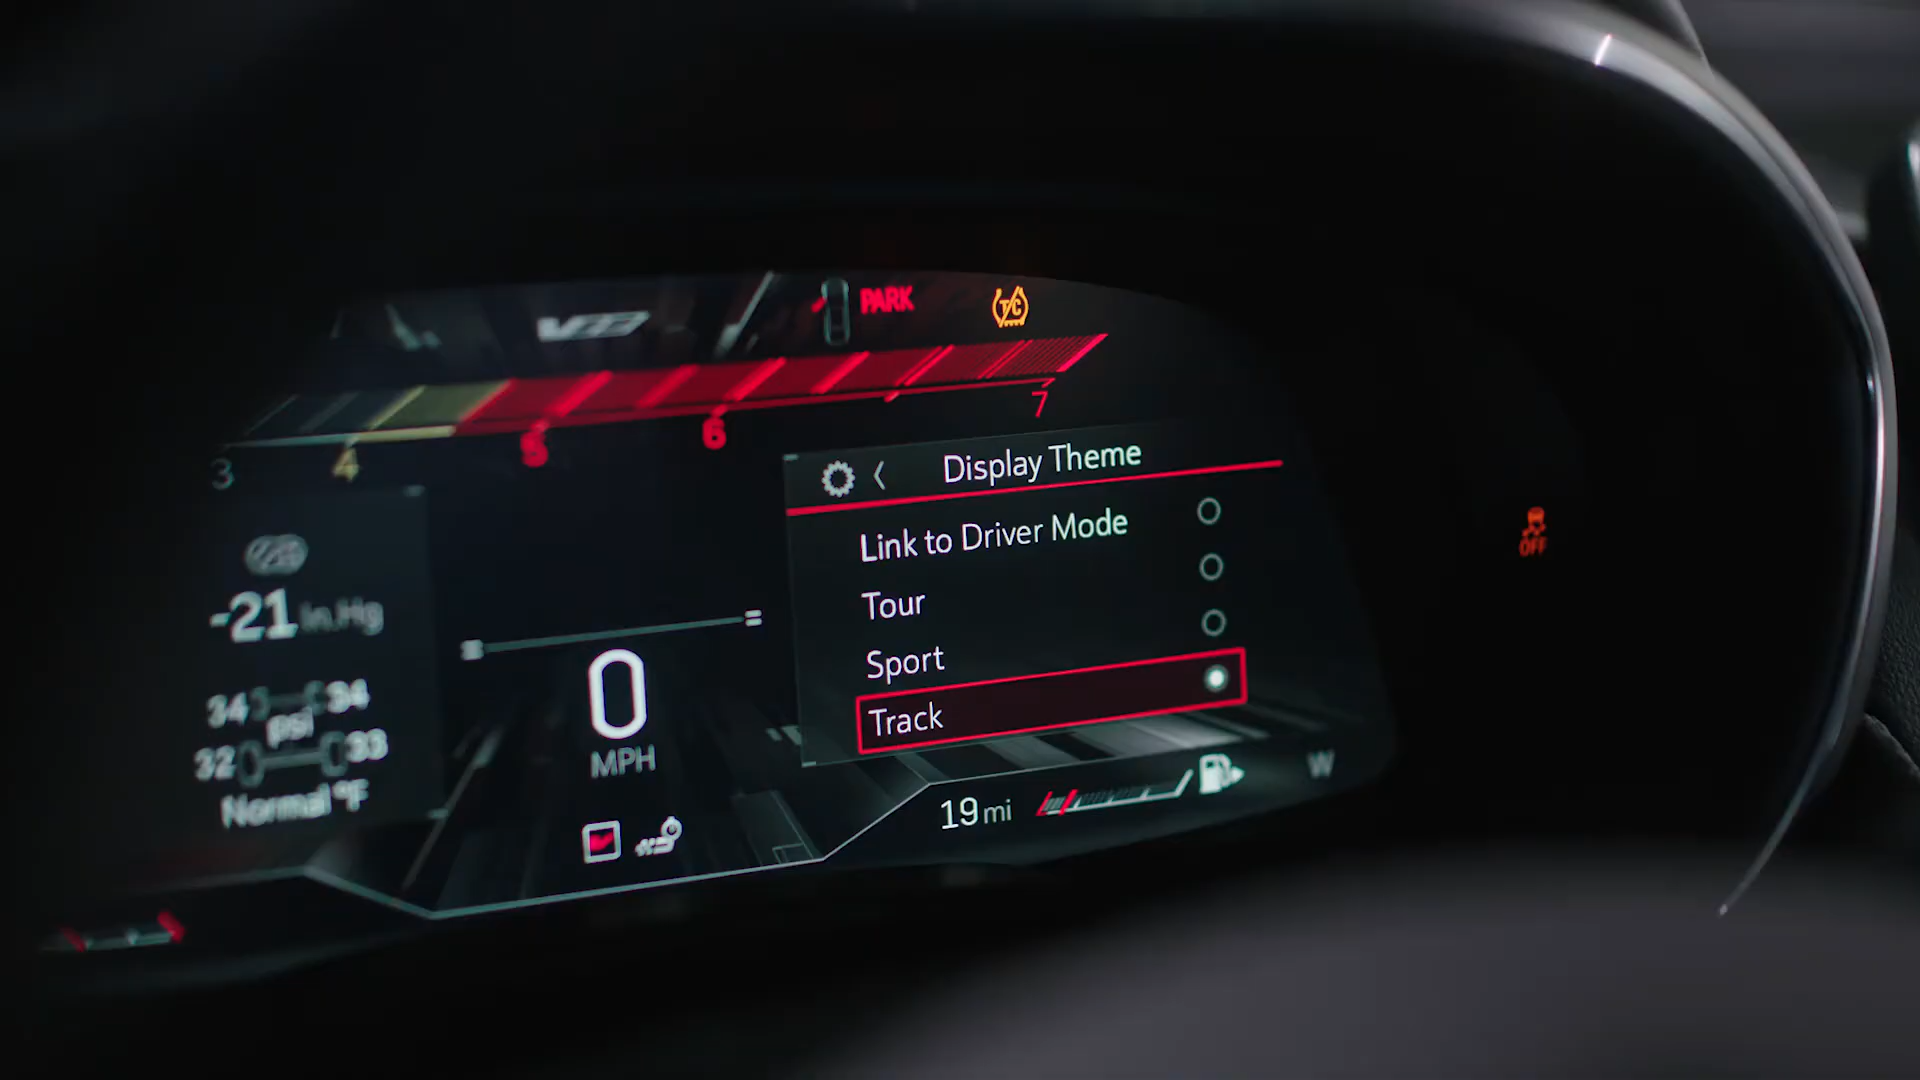 PARK
TC
3 4 5 6 7
Display Theme
Link to Driver Mode
Tour
Sport
Track
-21 In.Hg
34 34
psi
32 33
Normal °F
0
MPH
19 mi
W
OFF